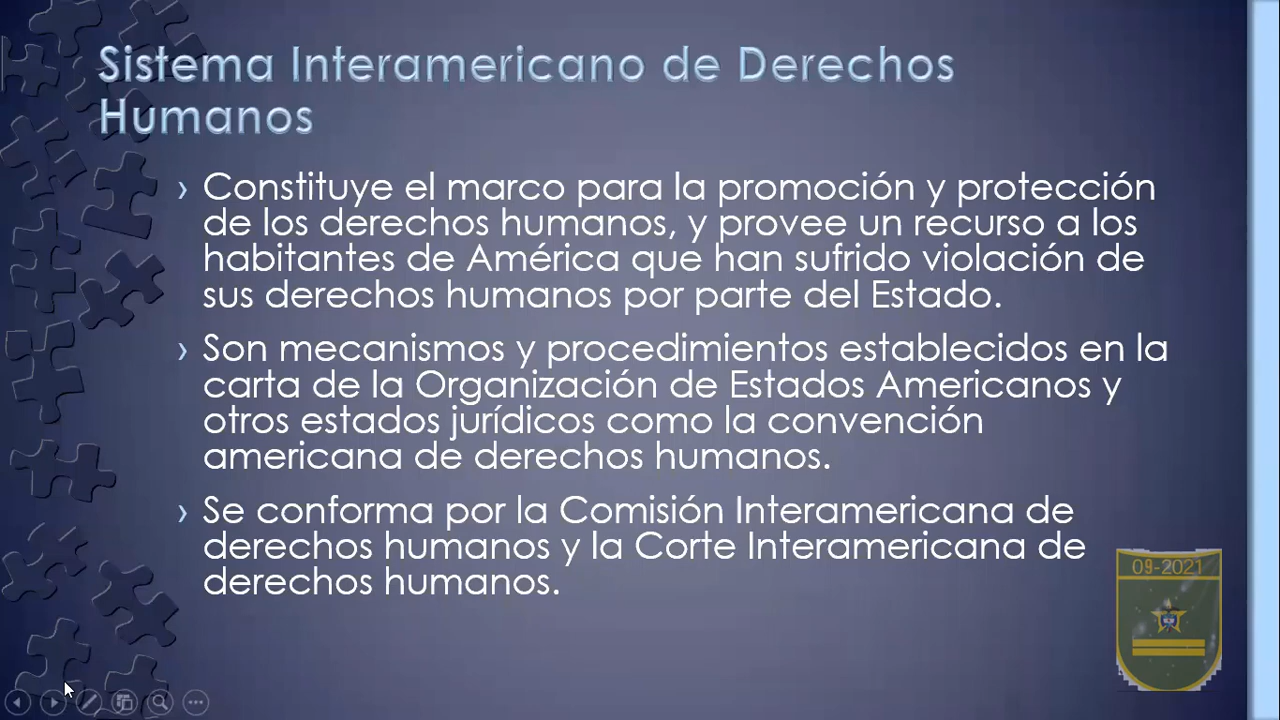 Sistema Interamericano de Derechos
Humanos
› Constituye el marco para la promoción y protección
de los derechos humanos, y provee un recurso a los
habitantes de América que han sufrido violación de
sus derechos humanos por parte del Estado.
› Son mecanismos y procedimientos establecidos en la
carta de la Organización de Estados Americanos y
otros estados jurídicos como la convención
americana de derechos humanos.
› Se conforma por la Comisión Interamericana de
derechos humanos y la Corte Interamericana de
derechos humanos.
09-2021